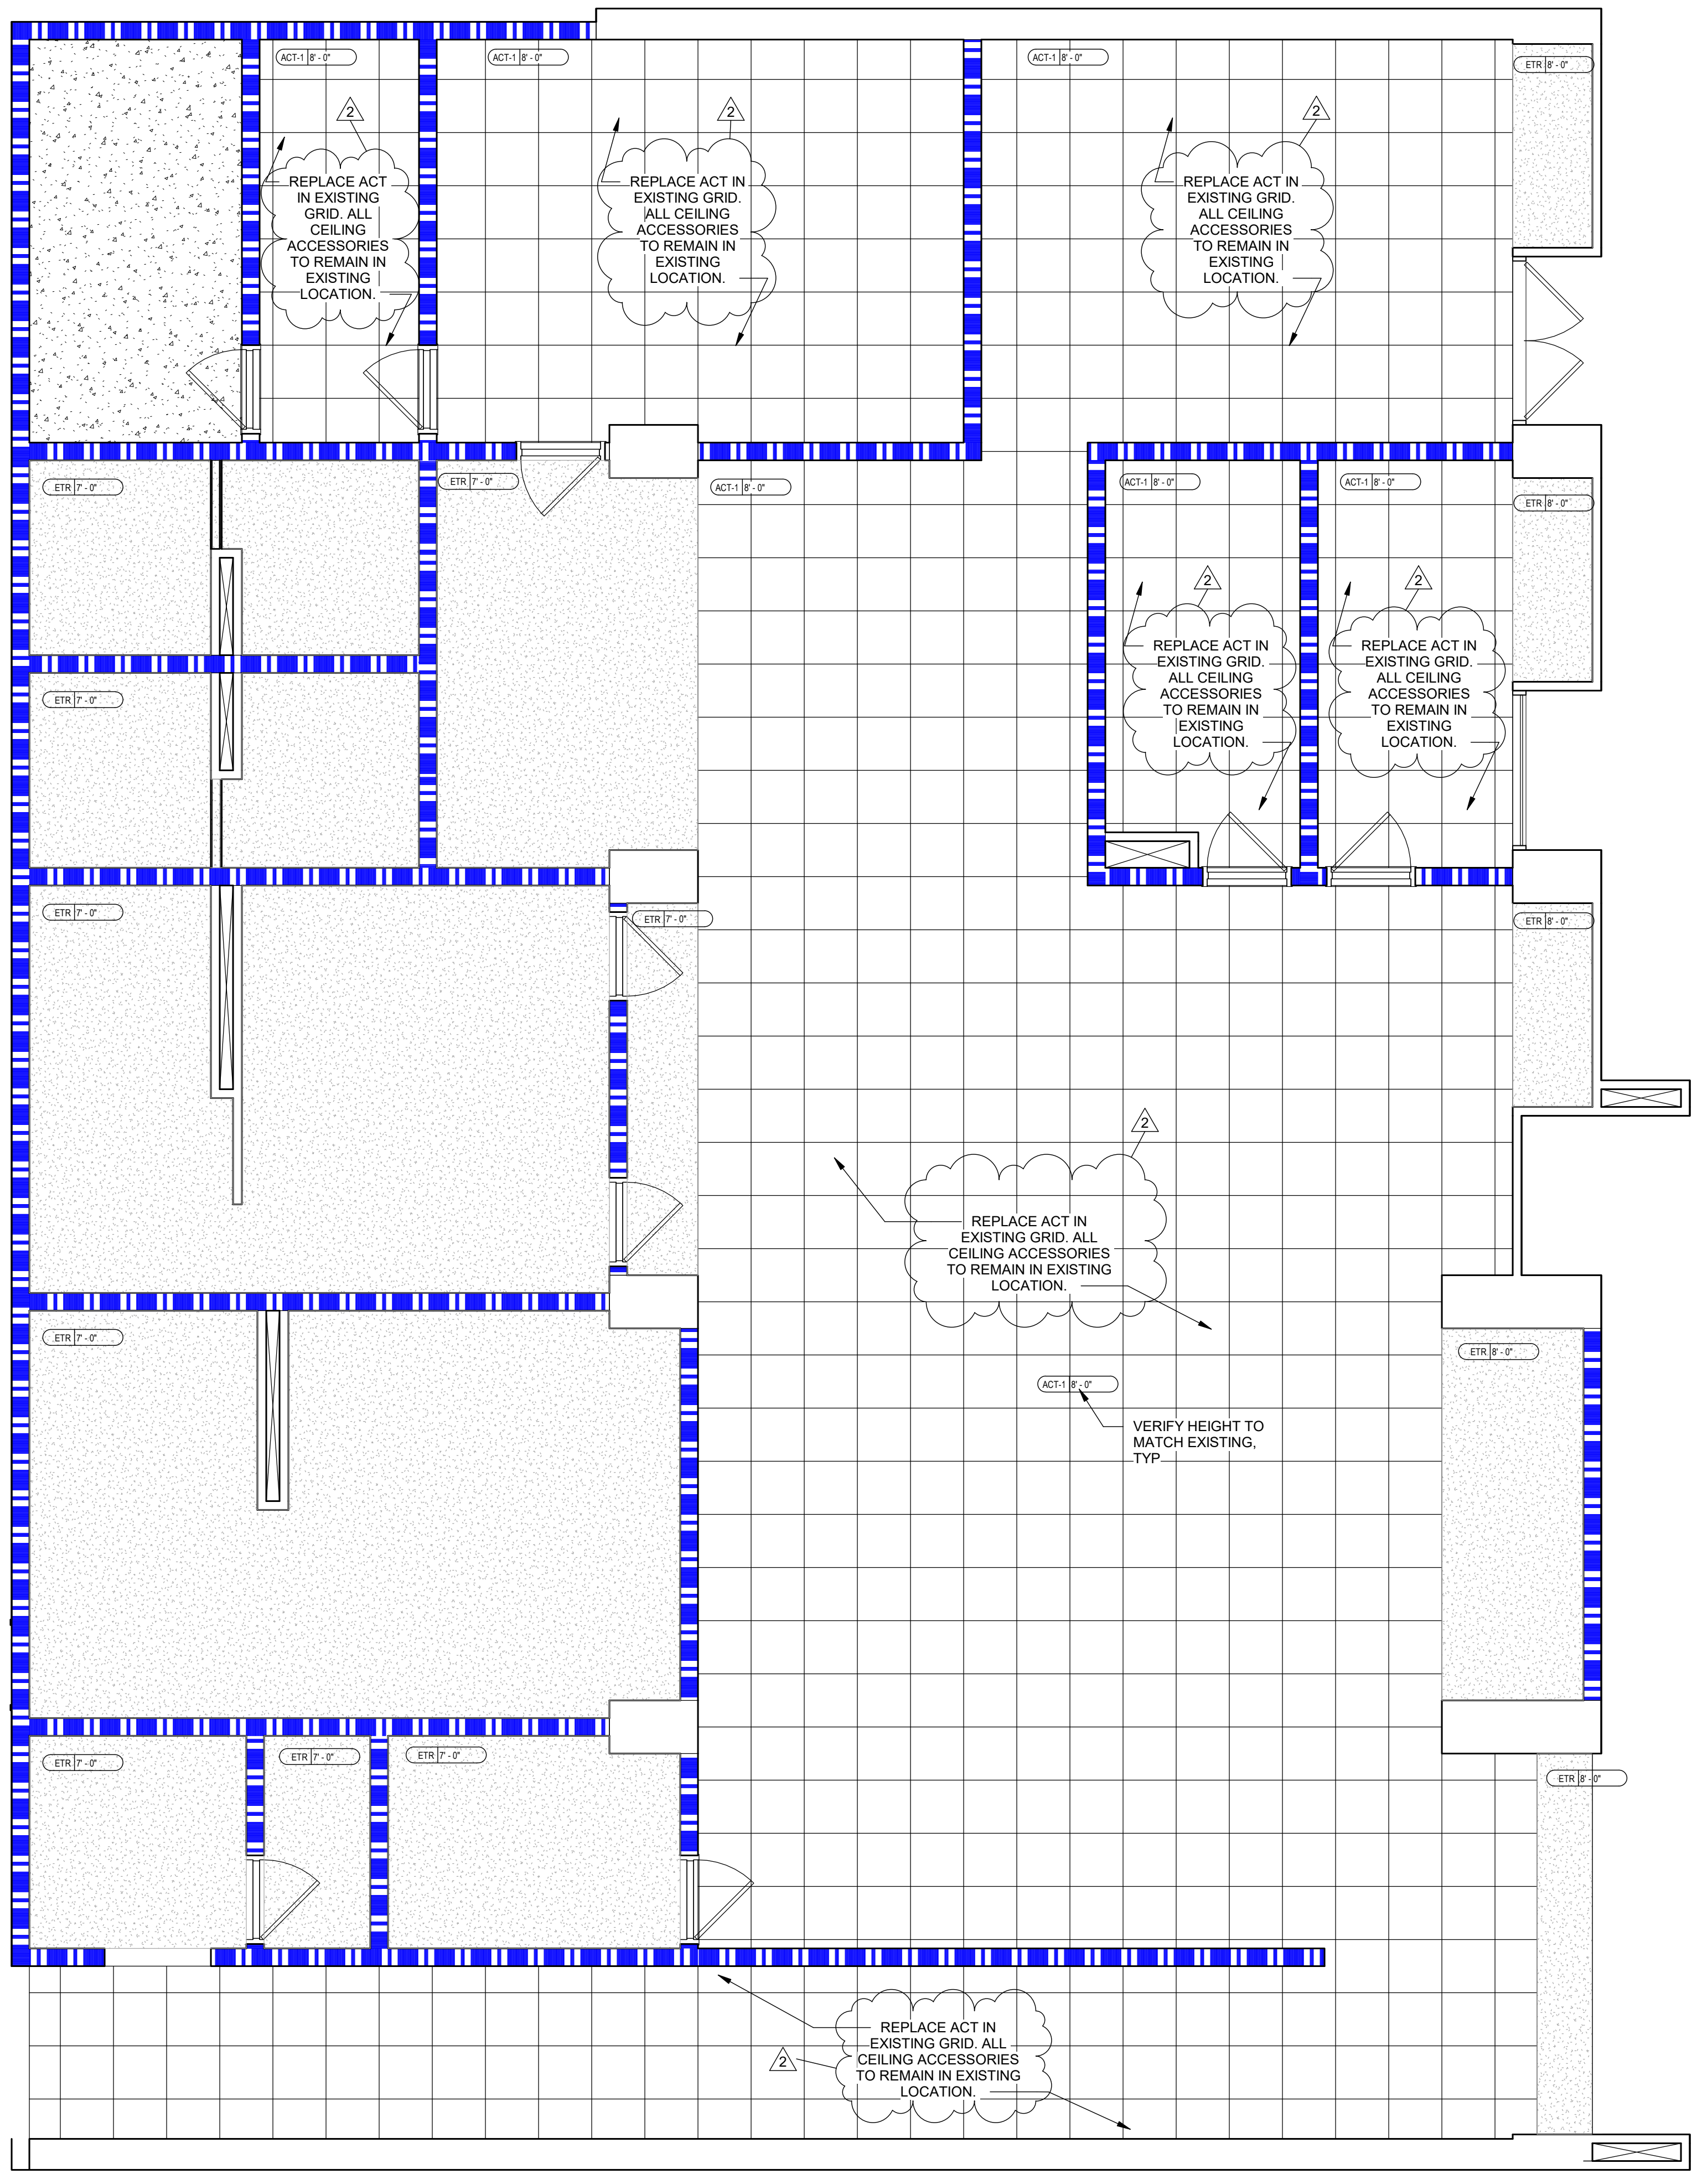 ACT-1 8' - 0"
ACT-1 8' - 0"
ACT-1 8' - 0"
ETR 8' - 0"
2
REPLACE ACT
IN EXISTING
GRID. ALL
CEILING
ACCESSORIES
TO REMAIN IN
EXISTING
LOCATION.
2
REPLACE ACT IN
EXISTING GRID.
ALL CEILING
ACCESSORIES
TO REMAIN IN
EXISTING
LOCATION.
2
REPLACE ACT IN
EXISTING GRID.
ALL CEILING
ACCESSORIES
TO REMAIN IN
EXISTING
LOCATION.
ETR 7' - 0"
ETR 7' - 0"
ACT-1 8' - 0"
ACT-1 8' - 0"
ACT-1 8' - 0"
ETR 8' - 0"
2
REPLACE ACT IN
EXISTING GRID.
ALL CEILING
ACCESSORIES
TO REMAIN IN
EXISTING
LOCATION.
2
REPLACE ACT IN
EXISTING GRID.
ALL CEILING
ACCESSORIES
TO REMAIN IN
EXISTING
LOCATION.
ETR 7' - 0"
ETR 7' - 0"
ETR 7' - 0"
ETR 8' - 0"
2
REPLACE ACT IN
EXISTING GRID. ALL
CEILING ACCESSORIES
TO REMAIN IN EXISTING
LOCATION.
ETR 7' - 0"
ETR 8' - 0"
ACT-1 8' - 0"
VERIFY HEIGHT TO
MATCH EXISTING,
TYP
ETR 7' - 0"
ETR 7' - 0"
ETR 7' - 0"
ETR 8' - 0"
2
REPLACE ACT IN
EXISTING GRID. ALL
CEILING ACCESSORIES
TO REMAIN IN EXISTING
LOCATION.